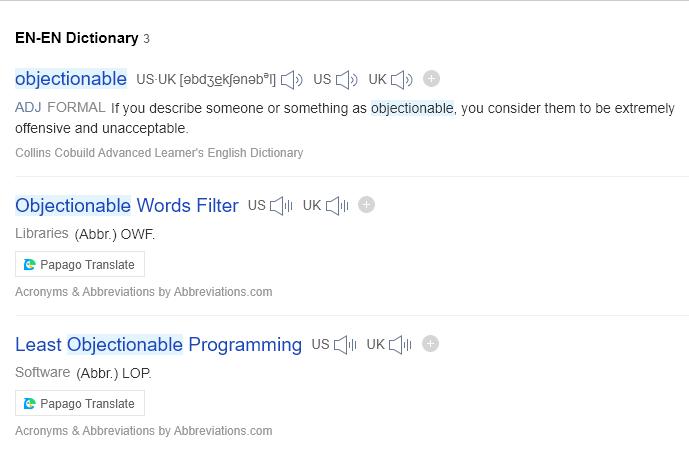 EN-EN Dictionary 3
objectionable US·UK [əbdʒekʃənəbᵊl] US UK
ADJ FORMAL If you describe someone or something as objectionable, you consider them to be extremely
offensive and unacceptable.
Collins Cobuild Advanced Learner's English Dictionary
Objectionable Words Filter US UK
Libraries (Abbr.) OWF.
Papago Translate
Acronyms & Abbreviations by Abbreviations.com
Least Objectionable Programming US UK
Software (Abbr.) LOP.
Papago Translate
Acronyms & Abbreviations by Abbreviations.com